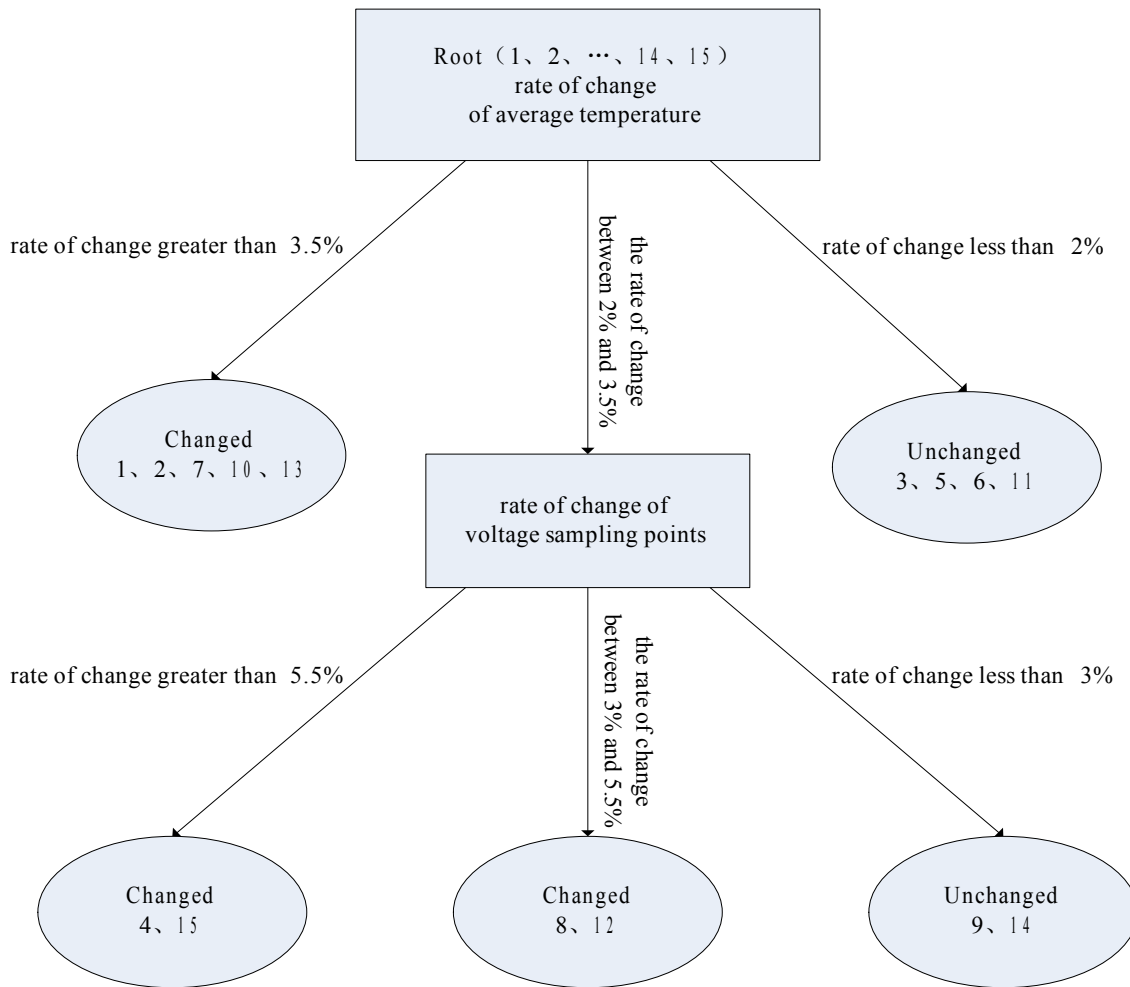 Root（1、2、…、14、15）
rate of change
of average temperature
rate of change greater than 3.5%
the rate of change
between 2% and 3.5%
rate of change less than 2%
Changed
1、2、7、10、13
Unchanged
3、5、6、11
rate of change of
voltage sampling points
rate of change greater than 5.5%
the rate of change
between 3% and 5.5%
rate of change less than 3%
Changed
4、15
Changed
8、12
Unchanged
9、14